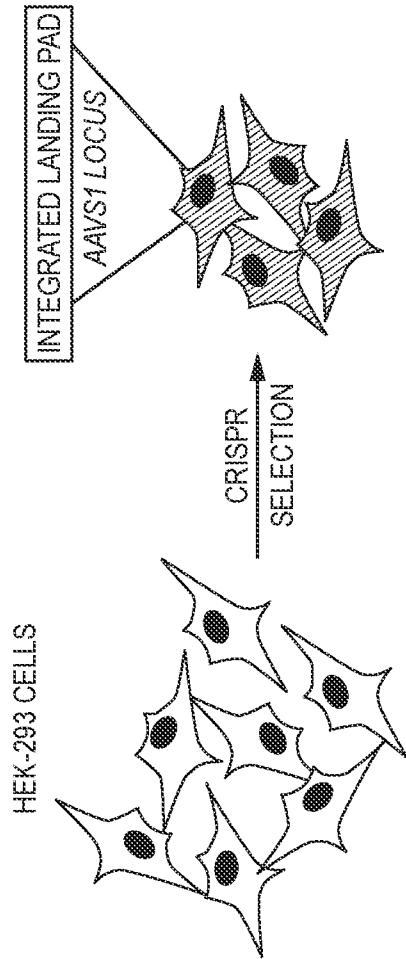 HEK-293 CELLS
CRISPR
SELECTION
INTEGRATED LANDING PAD
AAVS1 LOCUS